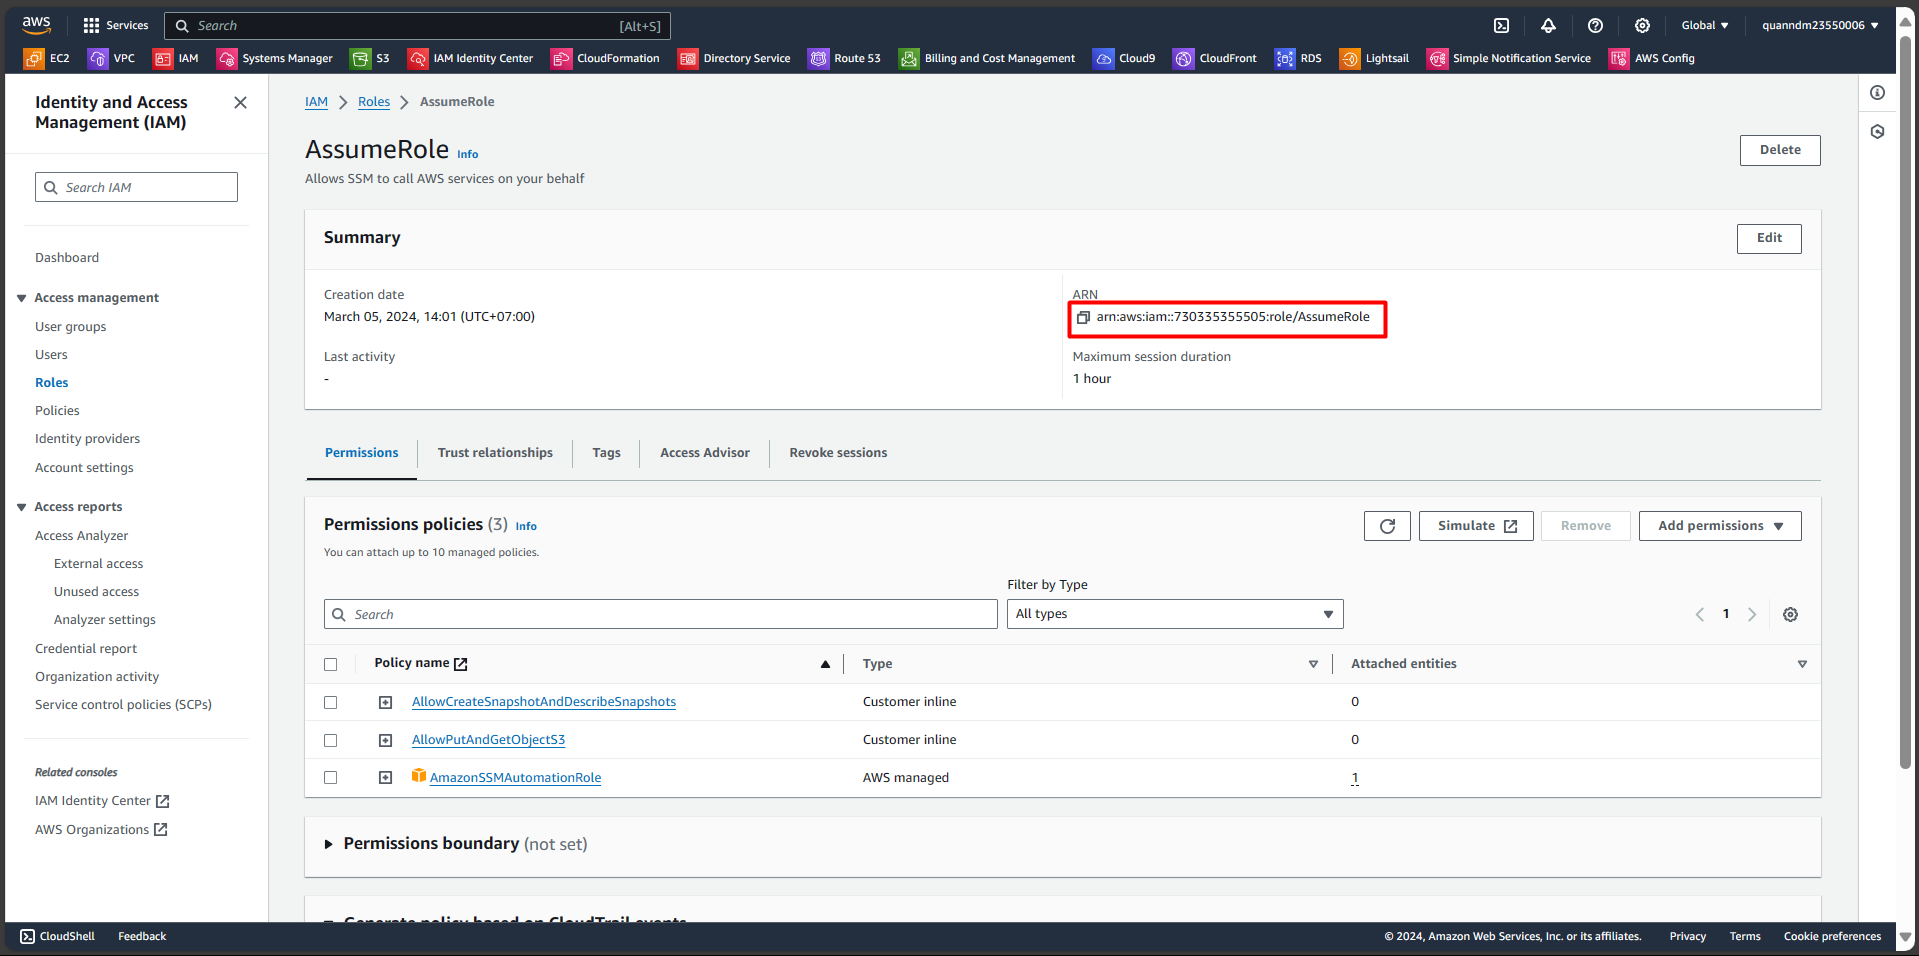 aws
Services
Search
[Alt+S]
Global
quanndm23550006
EC2
VPC
IAM
Systems Manager
S3
IAM Identity Center
CloudFormation
Directory Service
Route 53
Billing and Cost Management
Cloud9
CloudFront
RDS
Lightsail
Simple Notification Service
AWS Config
Identity and Access
Management (IAM)
Search IAM
Dashboard
Access management
User groups
Users
Roles
Policies
Identity providers
Account settings
Access reports
Access Analyzer
External access
Unused access
Analyzer settings
Credential report
Organization activity
Service control policies (SCPs)
Related consoles
IAM Identity Center
AWS Organizations
IAM > Roles > AssumeRole
AssumeRole Info
Delete
Allows SSM to call AWS services on your behalf
Summary
Edit
Creation date
March 05, 2024, 14:01 (UTC+07:00)
ARN
arn:aws:iam::730335355505:role/AssumeRole
Last activity
-
Maximum session duration
1 hour
Permissions
Trust relationships
Tags
Access Advisor
Revoke sessions
Permissions policies (3) Info
You can attach up to 10 managed policies.
Simulate
Remove
Add permissions
Filter by Type
Search
All types
1
Policy name
Type
Attached entities
AllowCreateSnapshotAndDescribeSnapshots
Customer inline
0
AllowPutAndGetObjectS3
Customer inline
0
AmazonSSMAutomationRole
AWS managed
1
Permissions boundary (not set)
Generate policy based on CloudTrail events
CloudShell
Feedback
© 2024, Amazon Web Services, Inc. or its affiliates.
Privacy
Terms
Cookie preferences